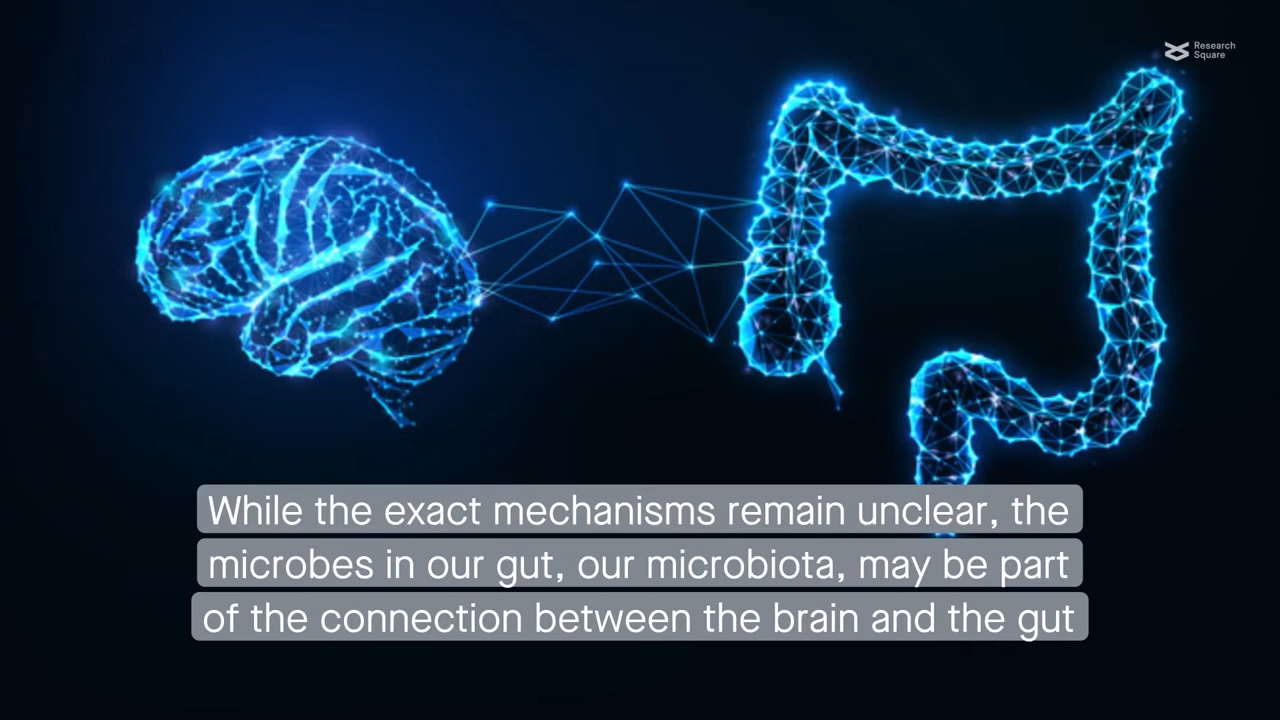 Research
Square
While the exact mechanisms remain unclear, the
microbes in our gut, our microbiota, may be part
of the connection between the brain and the gut